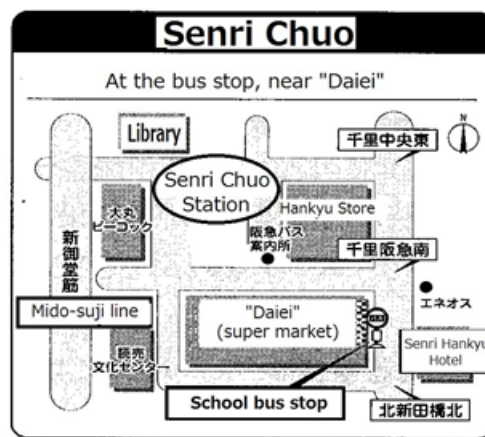 Senri Chuo
At the bus stop, near "Daiei"
Library
千里中央東
N
Senri Chuo
Station
大丸
ピーコック
Hankyu Store
阪急バス
案内所
新御堂筋
千里阪急南
エネオス
Mido-suji line
"Daiei"
(super market)
Senri Hankyu
Hotel
読売
文化センター
School bus stop
北新田橋北